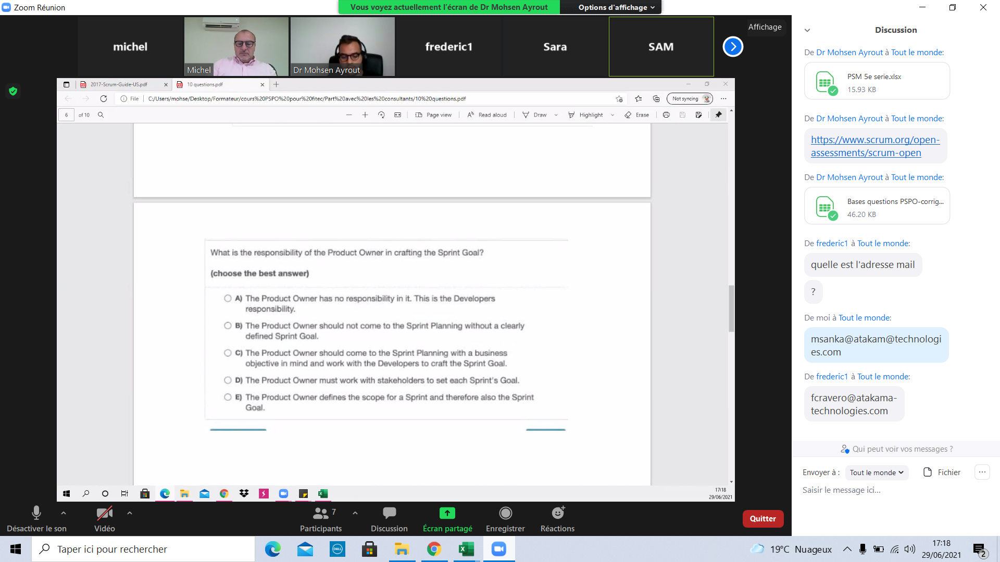 Zoom Réunion
Vous voyez actuellement l'écran de Dr Mohsen Ayrout
Options d'affichage
michel
Michel
Dr Mohsen Ayrout
frederic1
Sara
SAM
Affichage
2017-Scrum-Guide-US.pdf
10 questions.pdf
File
C:/Users/mohse/Desktop/Formateur/cours%20PSPO%20pour%20fitec/Part%20avec%20les%20consultants/10%20questions.pdf
Not syncing
6 of 10
Page view
Read aloud
Draw
Highlight
Erase
What is the responsibility of the Product Owner in crafting the Sprint Goal?
(choose the best answer)
A) The Product Owner has no responsibility in it. This is the Developers
responsibility.
B) The Product Owner should not come to the Sprint Planning without a clearly
defined Sprint Goal.
C) The Product Owner should come to the Sprint Planning with a business
objective in mind and work with the Developers to craft the Sprint Goal.
D) The Product Owner must work with stakeholders to set each Sprint's Goal.
E) The Product Owner defines the scope for a Sprint and therefore also the Sprint
Goal.
17:18
29/06/2021
Discussion
De Dr Mohsen Ayrout à Tout le monde:
PSM 5e serie.xlsx
15.93 KB
De Dr Mohsen Ayrout à Tout le monde:
https://www.scrum.org/open-
assessments/scrum-open
De Dr Mohsen Ayrout à Tout le monde:
Bases questions PSPO-corrig...
46.20 KB
De frederic1 à Tout le monde:
quelle est l'adresse mail
?
De moi à Tout le monde:
msanka@atakam@technologi
es.com
De frederic1 à Tout le monde:
fcravero@atakama-
technologies.com
Qui peut voir vos messages ?
Envoyer à : Tout le monde
Fichier
Saisir le message ici...
Désactiver le son
Vidéo
7
Participants
Discussion
Écran partagé
Enregistrer
Réactions
Quitter
Taper ici pour rechercher
DELL
19°C Nuageux
17:18
29/06/2021
2